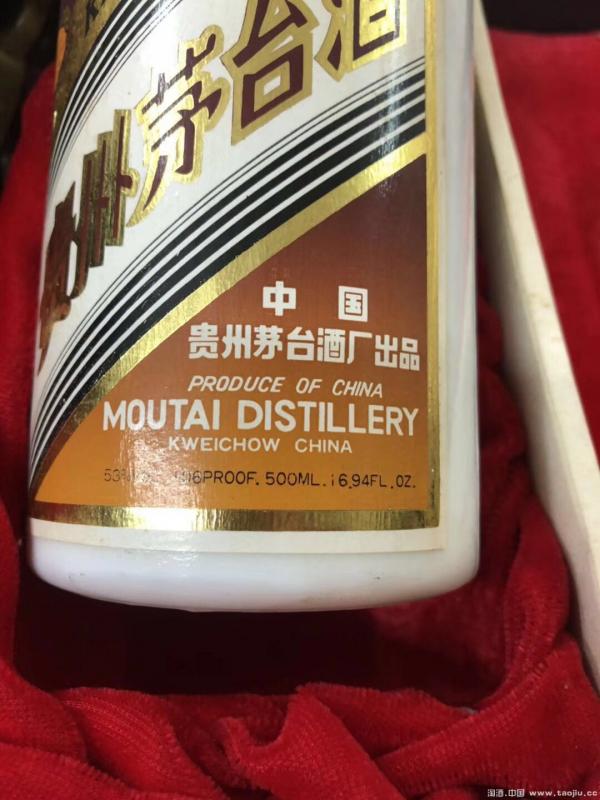 州茅台酒
中国
贵州茅台酒厂出品
PRODUCE OF CHINA
MOUTAI DISTILLERY
KWEICHOW CHINA
106PROOF. 500ML. 16.94FL.OZ.
淘酒.中国 www.taojiu.cc